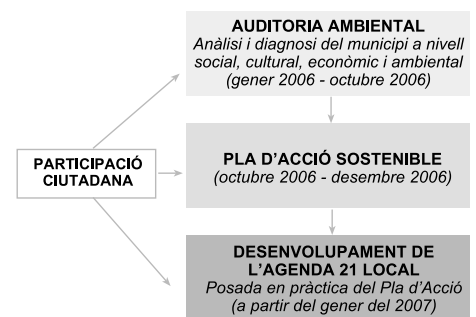 AUDITORIA AMBIENTAL
Anàlisi i diagnosi del municipi a nivell
social, cultural, econòmic i ambiental
(gener 2006 - octubre 2006)
PARTICIPACIÓ
CIUTADANA
PLA D'ACCIÓ SOSTENIBLE
(octubre 2006 - desembre 2006)
DESENVOLUPAMENT DE
L'AGENDA 21 LOCAL
Posada en pràctica del Pla d'Acció
(a partir del gener del 2007)